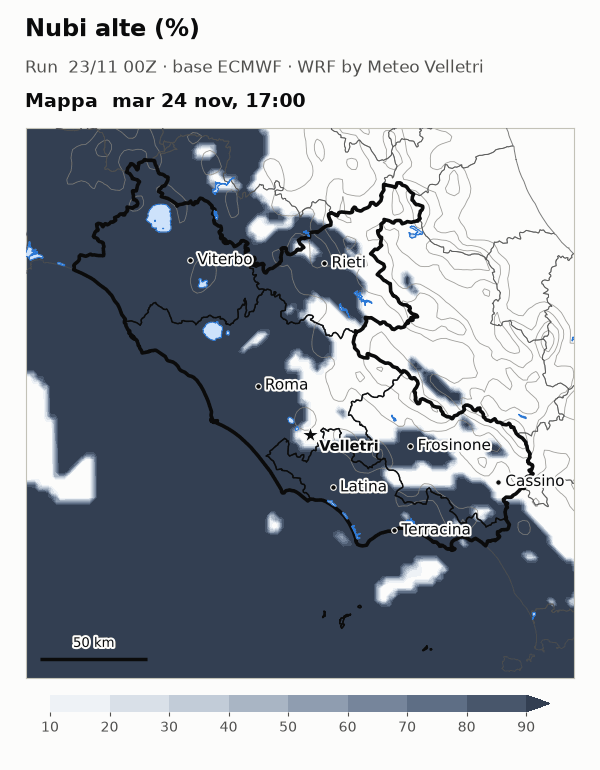 Nubi alte (%)
Run  23/11 00Z · base ECMWF · WRF by Meteo Velletri
Mappa  mar 24 nov, 17:00
Viterbo
Rieti
Roma
Velletri
Frosinone
Cassino
Latina
Terracina
50 km
10 20 30 40 50 60 70 80 90